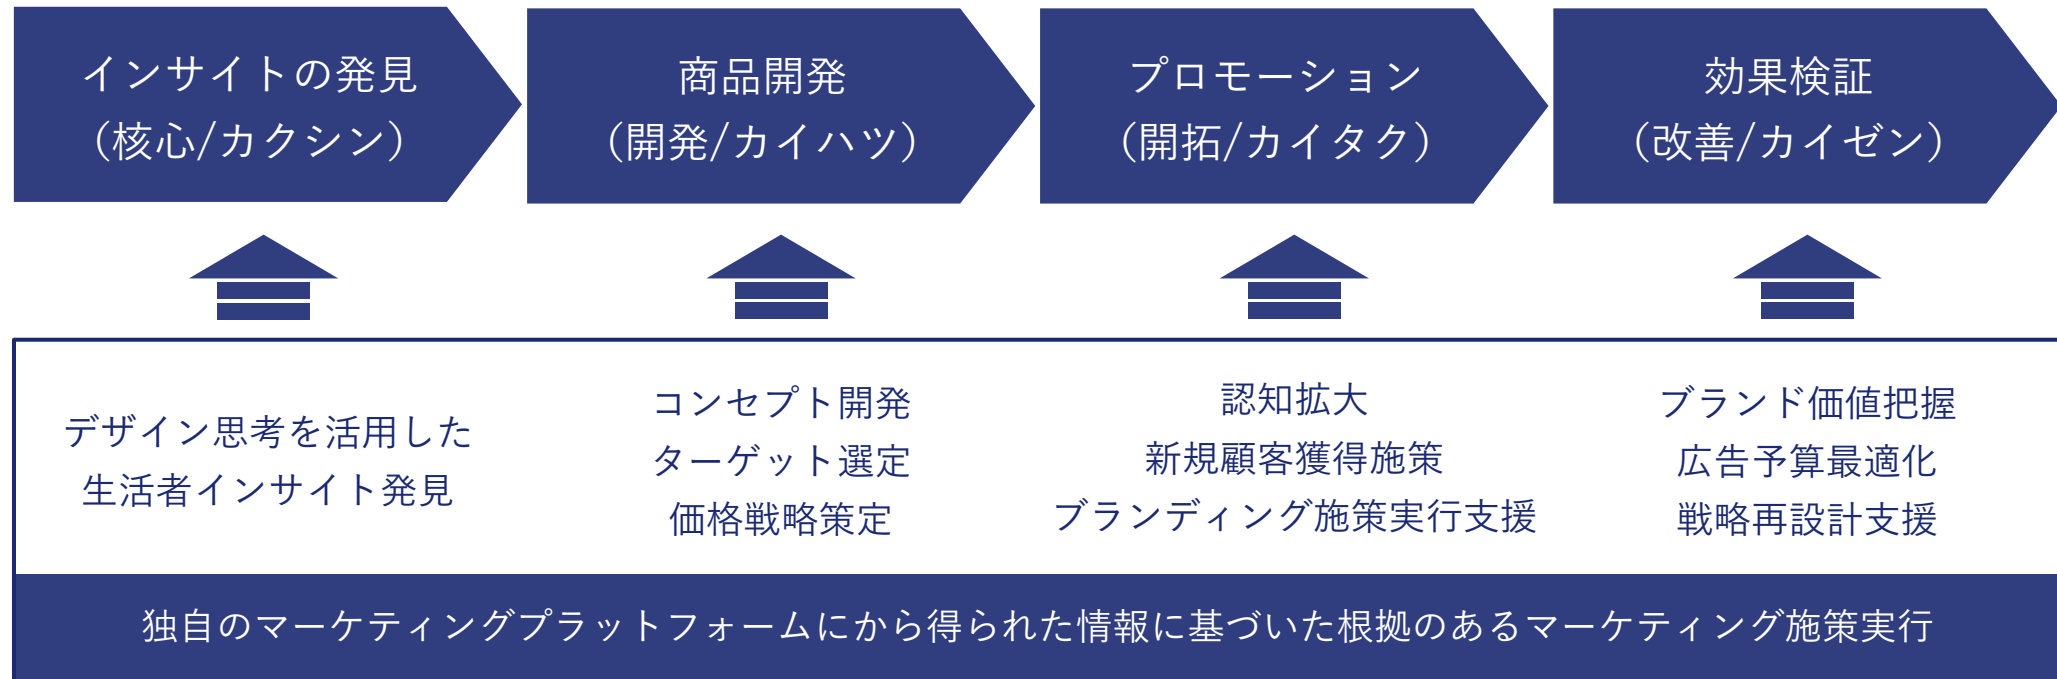 インサイトの発見
（核心/カクシン）
商品開発
（開発/カイハツ）
プロモーション
（開拓/カイタク）
効果検証
（改善/カイゼン）
デザイン思考を活用した
生活者インサイト発見
コンセプト開発
ターゲット選定
価格戦略策定
認知拡大
新規顧客獲得施策
ブランディング施策実行支援
ブランド価値把握
広告予算最適化
戦略再設計支援
独自のマーケティングプラットフォームにから得られた情報に基づいた根拠のあるマーケティング施策実行